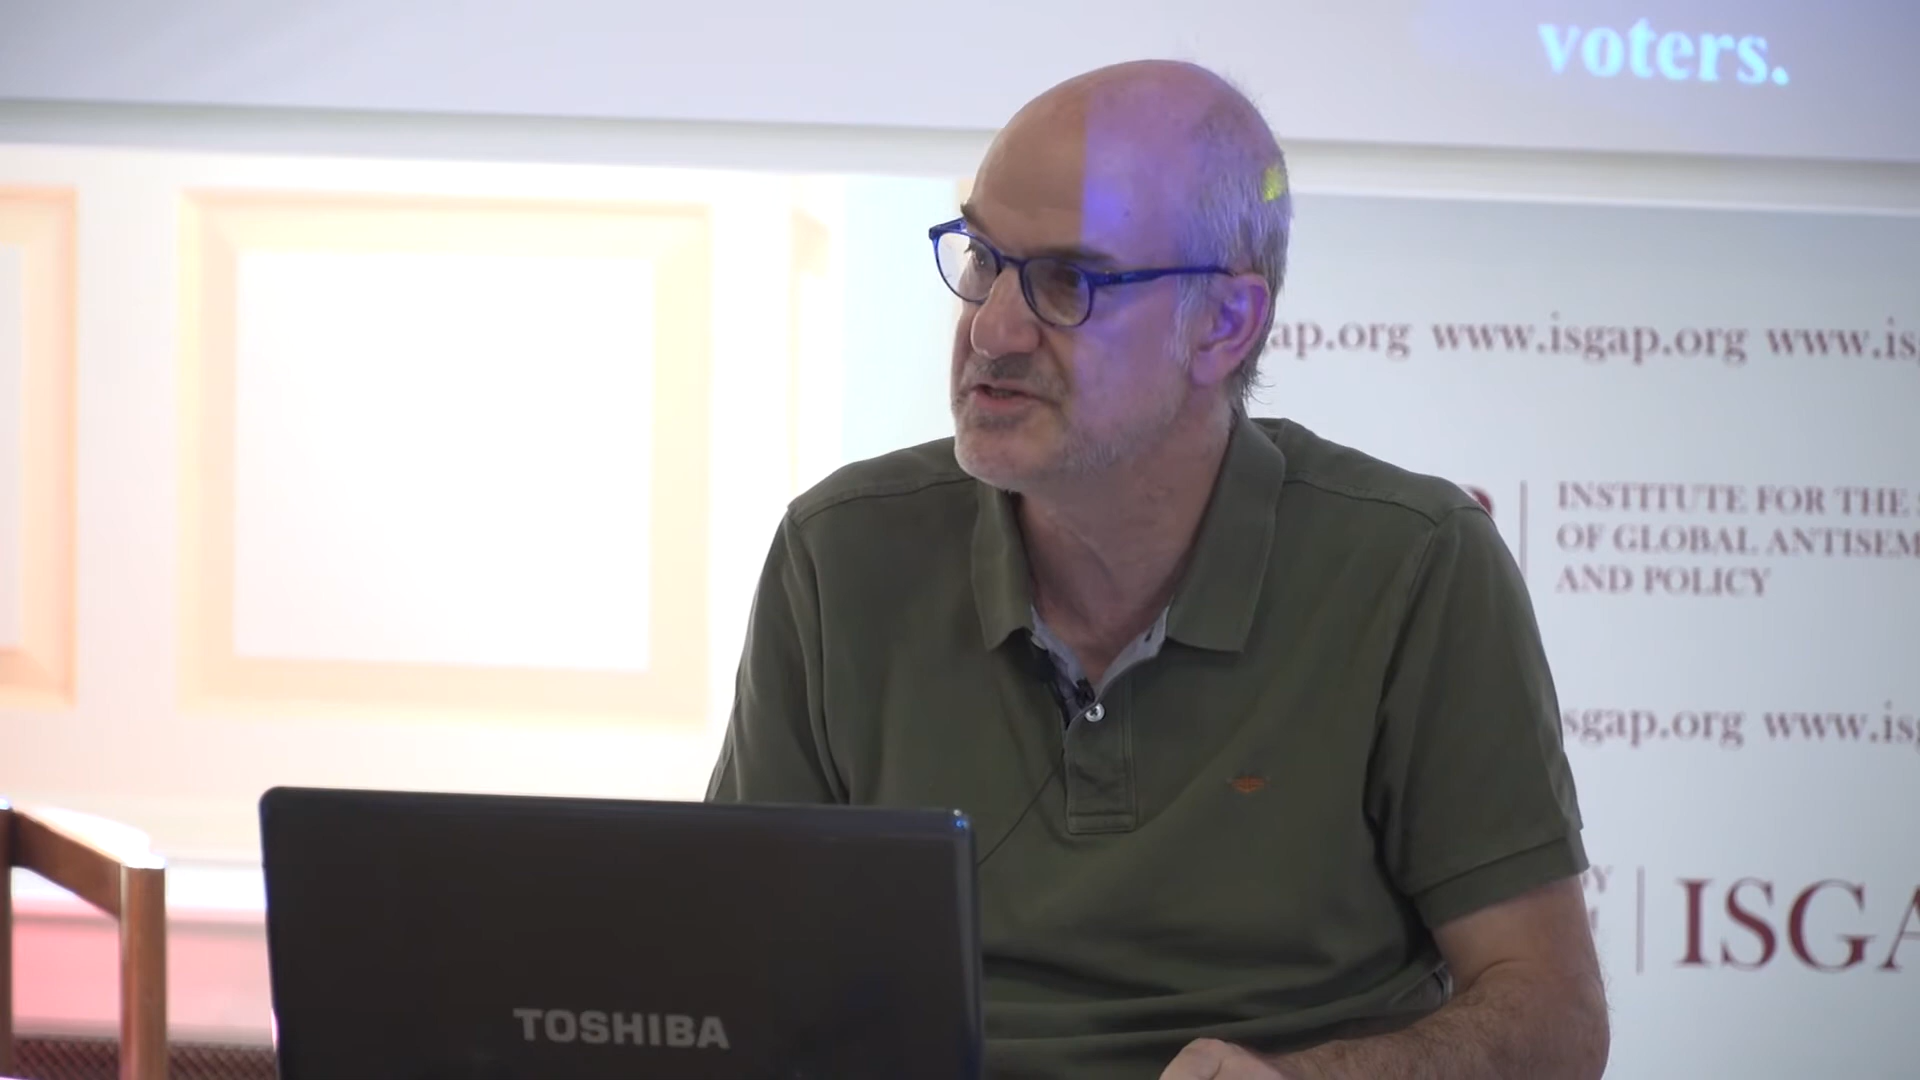 voters.
ap.org www.isgap.org www.is
INSTITUTE FOR THE
OF GLOBAL ANTISEM
AND POLICY
sgap.org www.isg
ISGA
TOSHIBA